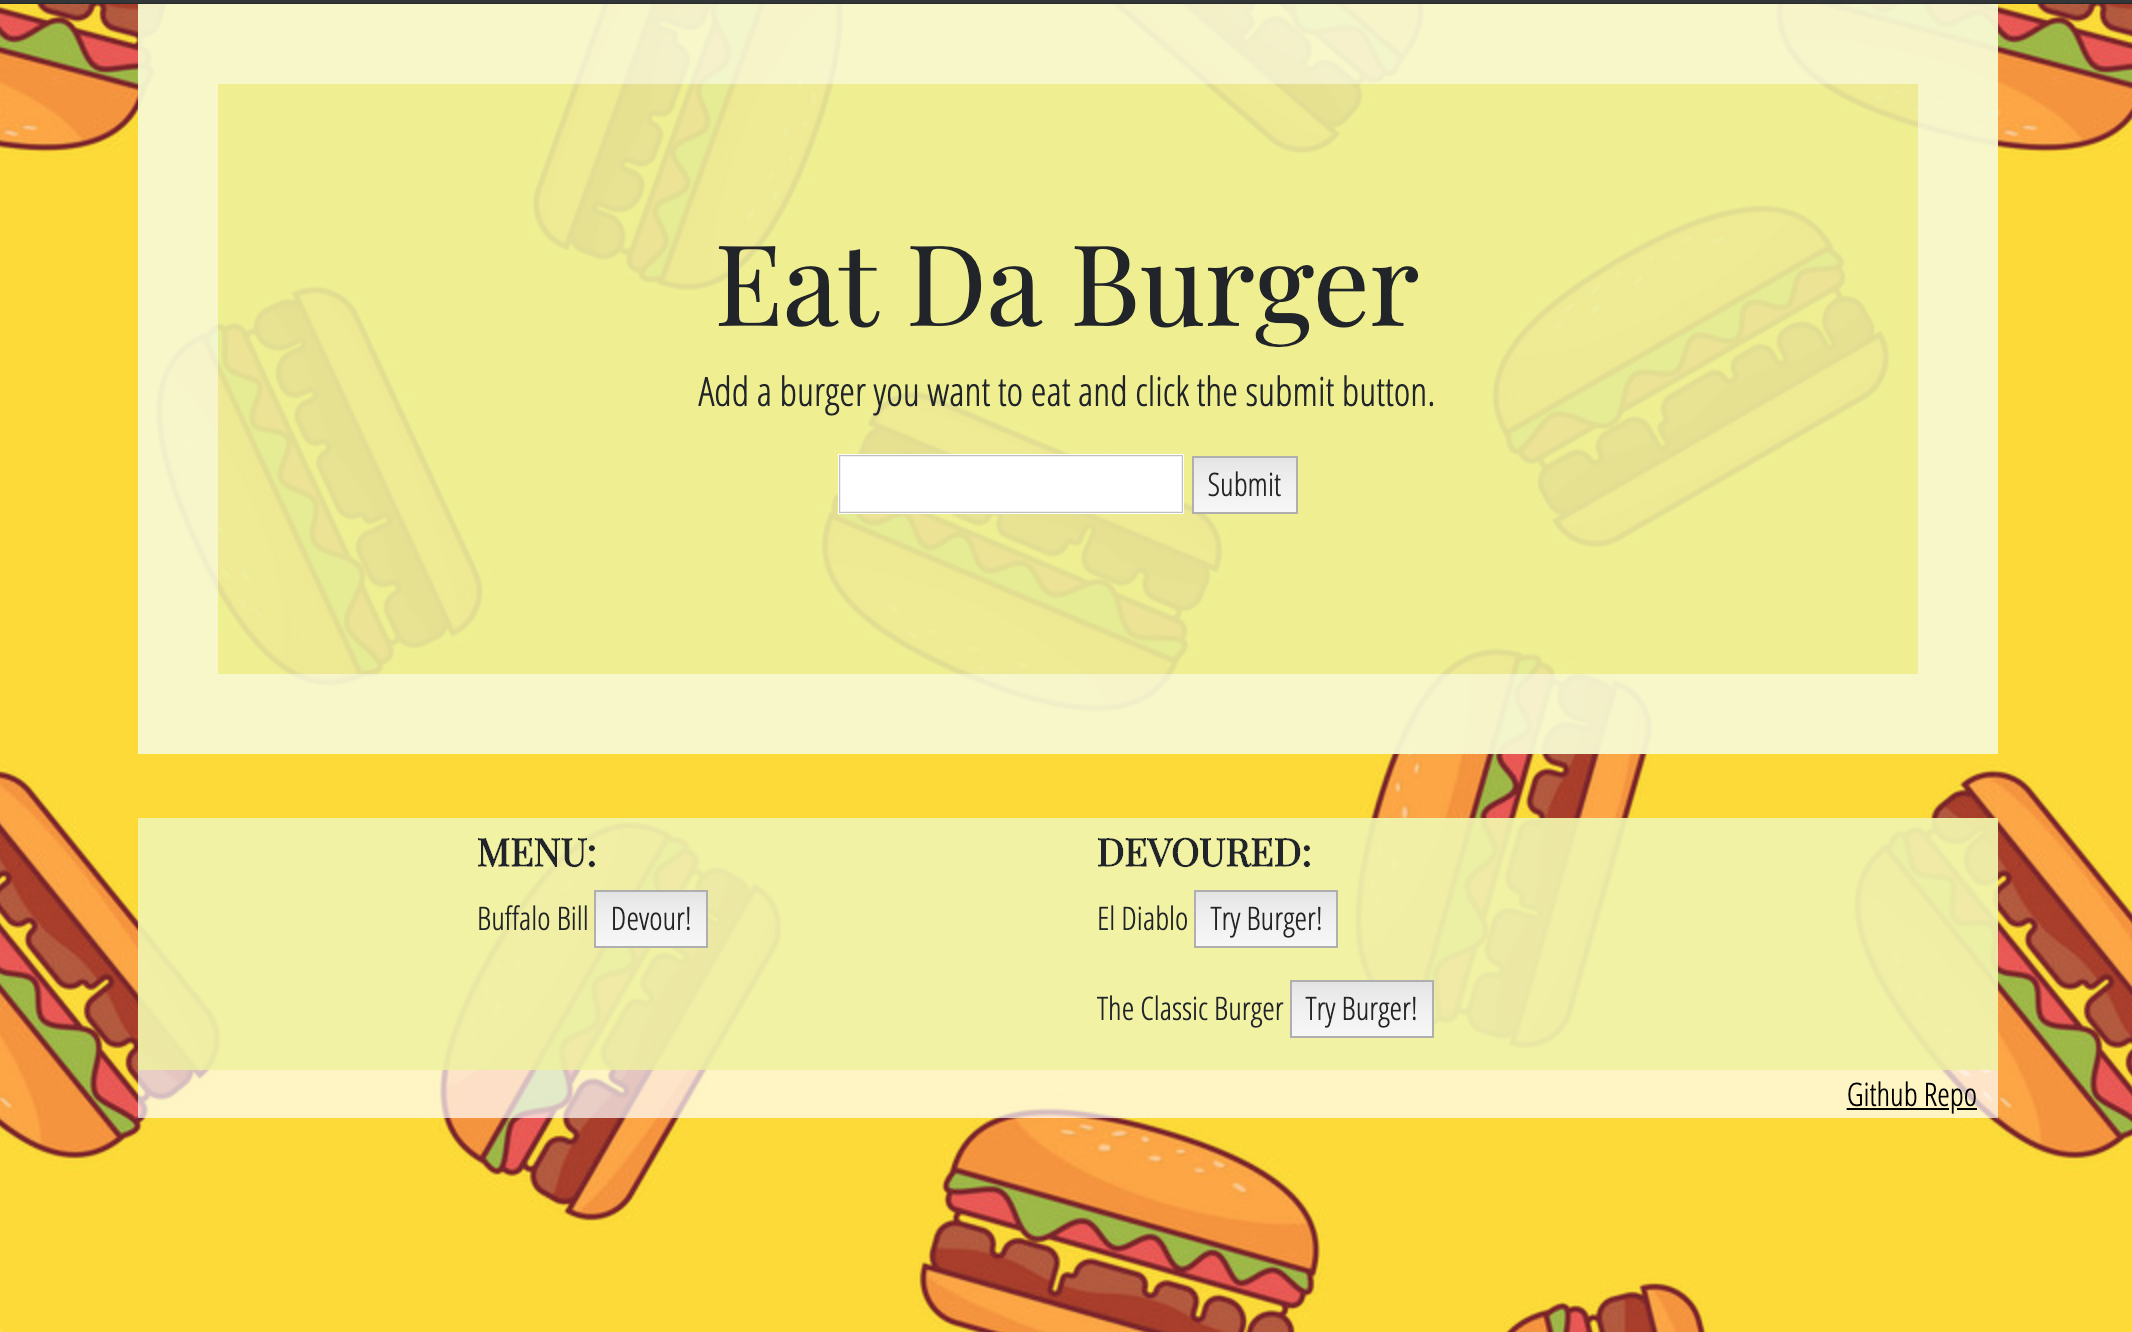 Eat Da Burger
Add a burger you want to eat and click the submit button.
Submit
MENU:
Buffalo Bill Devour!
DEVOURED:
El Diablo Try Burger!
The Classic Burger Try Burger!
Github Repo